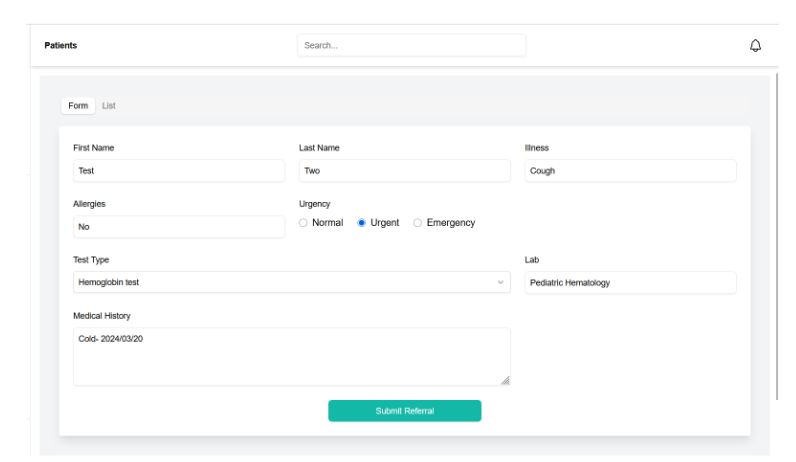 Patients Search...
Form List
First Name Last Name Illness
Test Two Cough
Allergies Urgency
No Normal Urgent Emergency
Test Type Lab
Hemoglobin test Pediatric Hematology
Medical History
Cold- 2024/03/20
Submit Referral